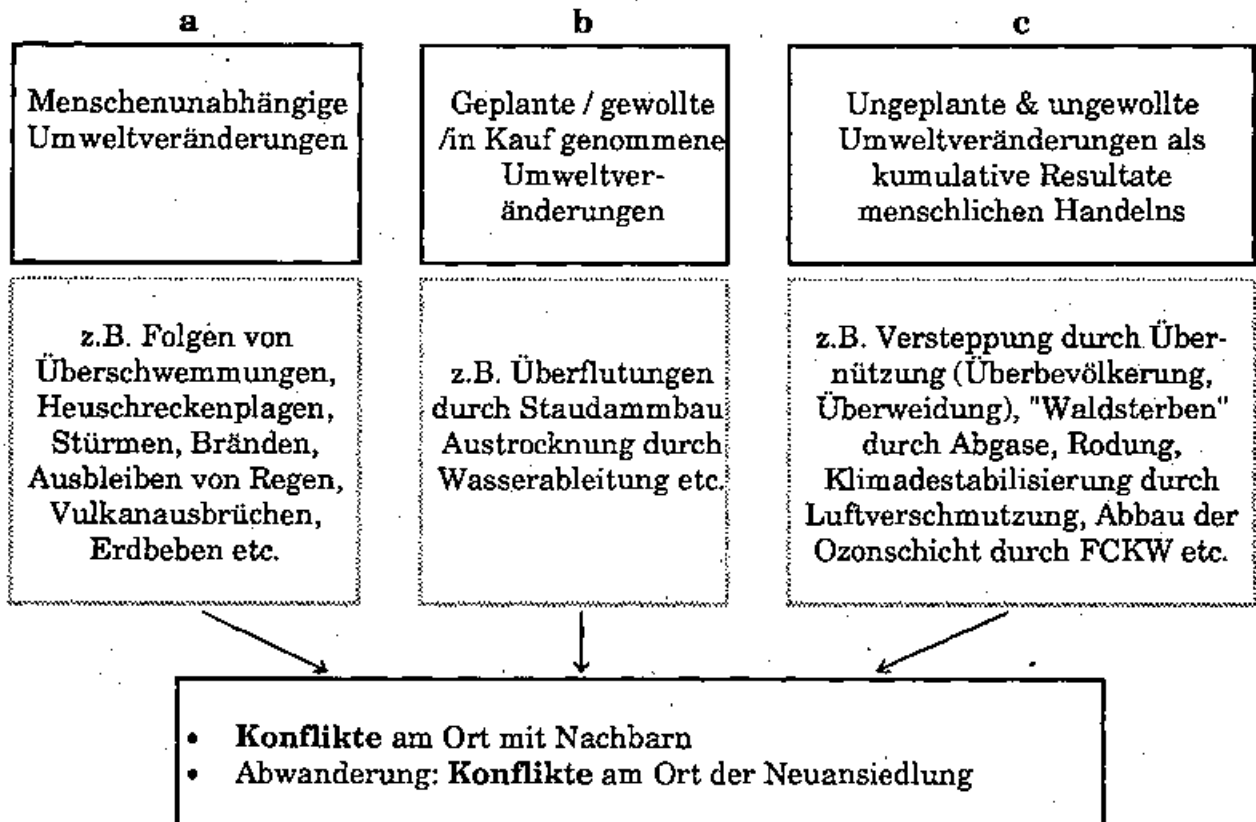 a
Menschenunabhängige
Umweltveränderungen
z.B. Folgen von
Überschwemmungen,
Heuschreckenplagen,
Stürmen, Bränden,
Ausbleiben von Regen,
Vulkanausbrüchen,
Erdbeben etc.
b
Geplante / gewollte
/in Kauf genommene
Umweltver-
änderungen
z.B. Überflutungen
durch Staudammbau
Austrocknung durch
Wasserableitung etc.
c
Ungeplante & ungewollte
Umweltveränderungen als
kumulative Resultate
menschlichen Handelns
z.B. Versteppung durch Über-
nützung (Überbevölkerung,
Überweidung), "Waldsterben"
durch Abgase, Rodung,
Klimadestabilisierung durch
Luftverschmutzung, Abbau der
Ozonschicht durch FCKW etc.
• Konflikte am Ort mit Nachbarn
• Abwanderung: Konflikte am Ort der Neuansiedlung